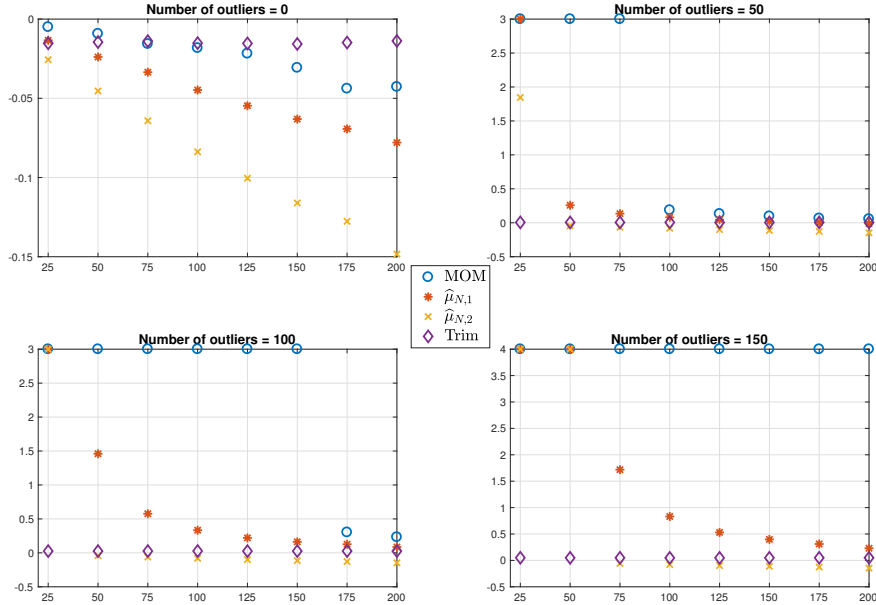 Number of outliers = 0
0
-0.05
-0.1
-0.15
25 50 75 100 125 150 175 200
Number of outliers = 50
3
2.5
2
1.5
1
0.5
0
-0.5
25 50 75 100 125 150 175 200
MOM
μ̂_{N,1}
μ̂_{N,2}
Trim
Number of outliers = 100
3
2.5
2
1.5
1
0.5
0
-0.5
25 50 75 100 125 150 175 200
Number of outliers = 150
4
3.5
3
2.5
2
1.5
1
0.5
0
-0.5
25 50 75 100 125 150 175 200